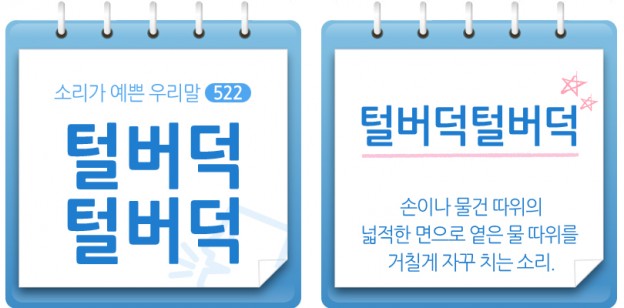 소리가 예쁜 우리말 522
털버덕
털버덕
털버덕털버덕
손이나 물건 따위의
넓적한 면으로 옅은 물 따위를
거칠게 자꾸 치는 소리.